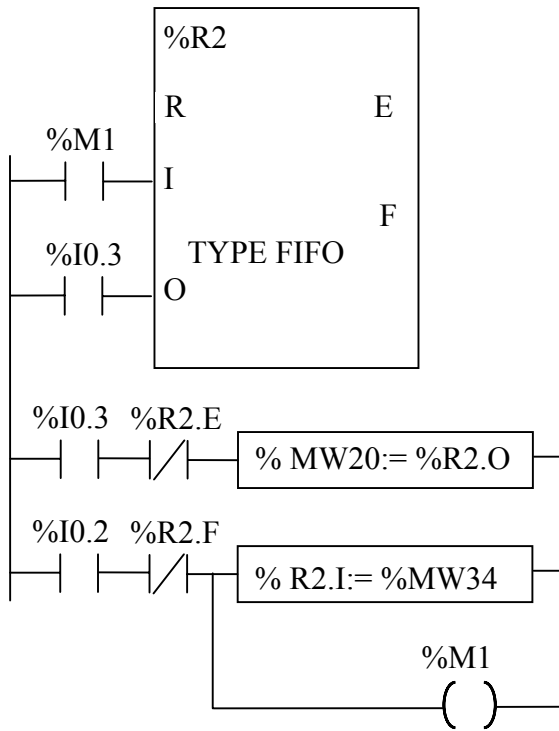 %R2
R E
%M1
I
F
%I0.3
TYPE FIFO
O
%I0.3 %R2.E
% MW20:= %R2.O
%I0.2 %R2.F
% R2.I:= %MW34
%M1